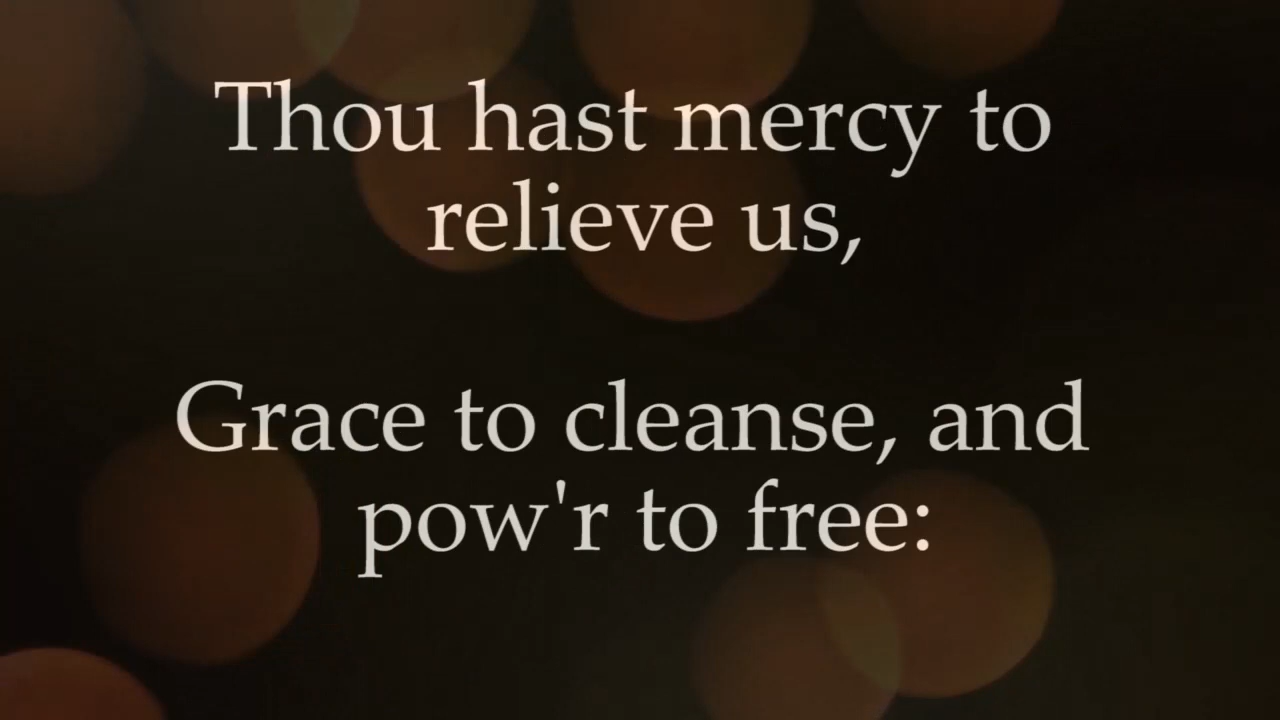 Thou hast mercy to
relieve us,
Grace to cleanse, and
pow'r to free: